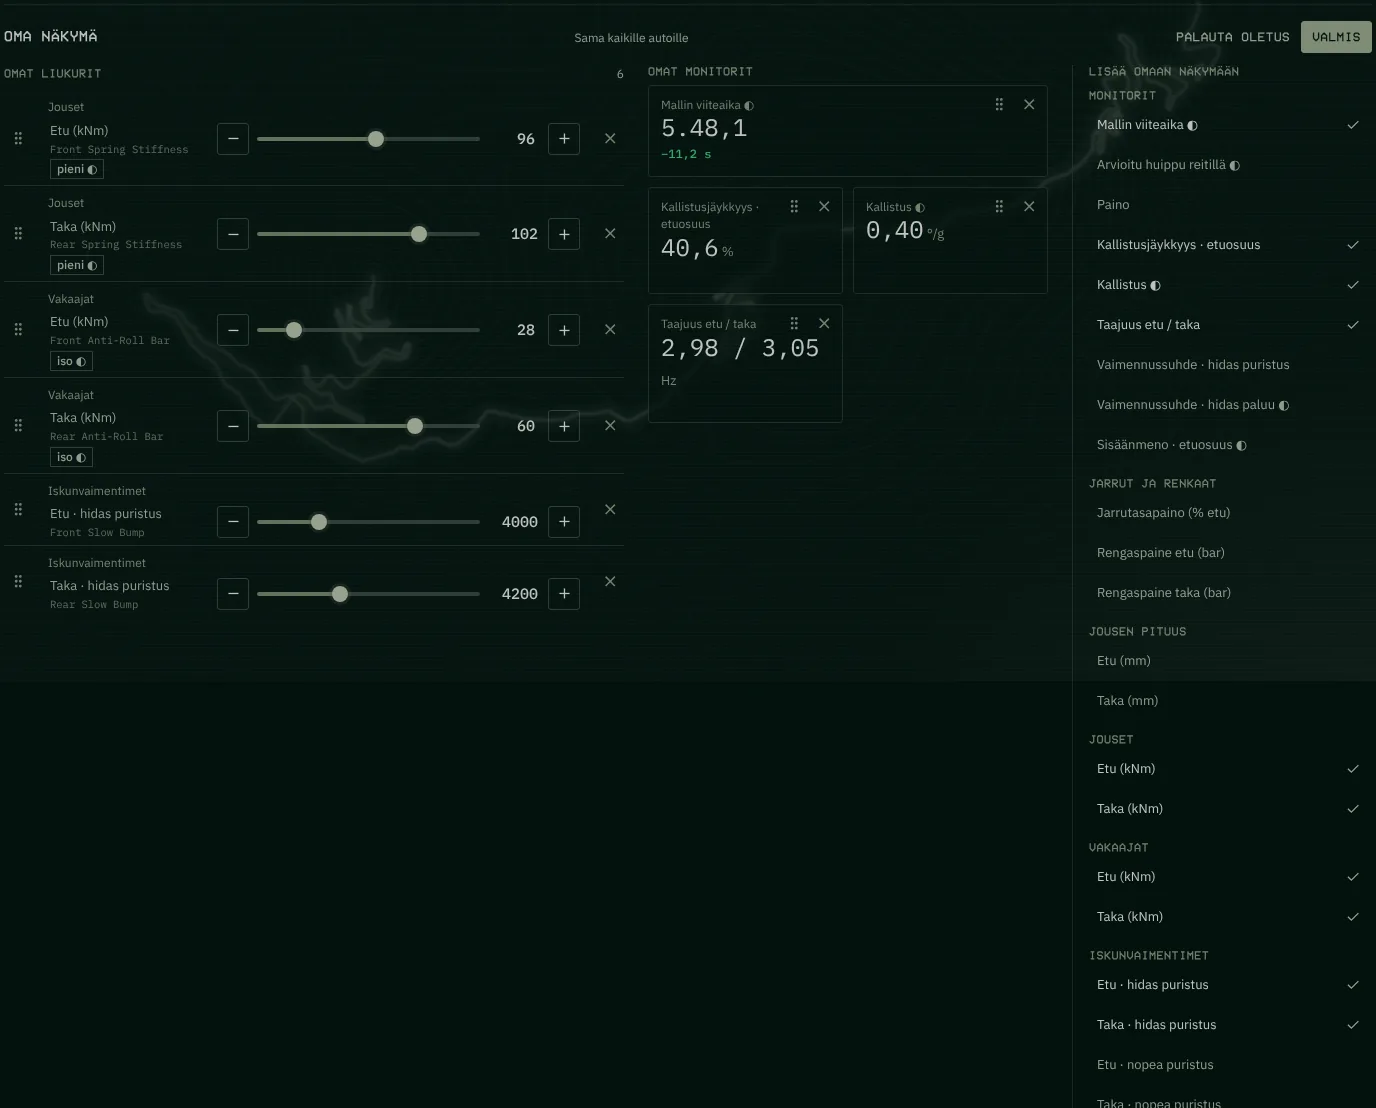 OMA NÄKYMÄ
Sama kaikille autoille
PALAUTA OLETUS
VALMIS
OMAT LIUKURIT
6
Jouset
Etu (kNm)
Front Spring Stiffness
pieni
− 96 +
Jouset
Taka (kNm)
Rear Spring Stiffness
pieni
− 102 +
Vakaajat
Etu (kNm)
Front Anti-Roll Bar
iso
− 28 +
Vakaajat
Taka (kNm)
Rear Anti-Roll Bar
iso
− 60 +
Iskunvaimentimet
Etu · hidas puristus
Front Slow Bump
− 4000 +
Iskunvaimentimet
Taka · hidas puristus
Rear Slow Bump
− 4200 +
OMAT MONITORIT
Mallin viiteaika
5.48,1
−11,2 s
Kallistusjäykkyys ·
etuosuus
40,6 %
Kallistus
0,40 °/g
Taajuus etu / taka
2,98 / 3,05
Hz
LISÄÄ OMAAN NÄKYMÄÄN
MONITORIT
Mallin viiteaika
Arvioitu huippu reitillä
Paino
Kallistusjäykkyys · etuosuus
Kallistus
Taajuus etu / taka
Vaimennussuhde · hidas puristus
Vaimennussuhde · hidas paluu
Sisäänmeno · etuosuus
JARRUT JA RENKAAT
Jarrutasapaino (% etu)
Rengaspaine etu (bar)
Rengaspaine taka (bar)
JOUSEN PITUUS
Etu (mm)
Taka (mm)
JOUSET
Etu (kNm)
Taka (kNm)
VAKAAJAT
Etu (kNm)
Taka (kNm)
ISKUNVAIMENTIMET
Etu · hidas puristus
Taka · hidas puristus
Etu · nopea puristus
Taka · nopea puristus